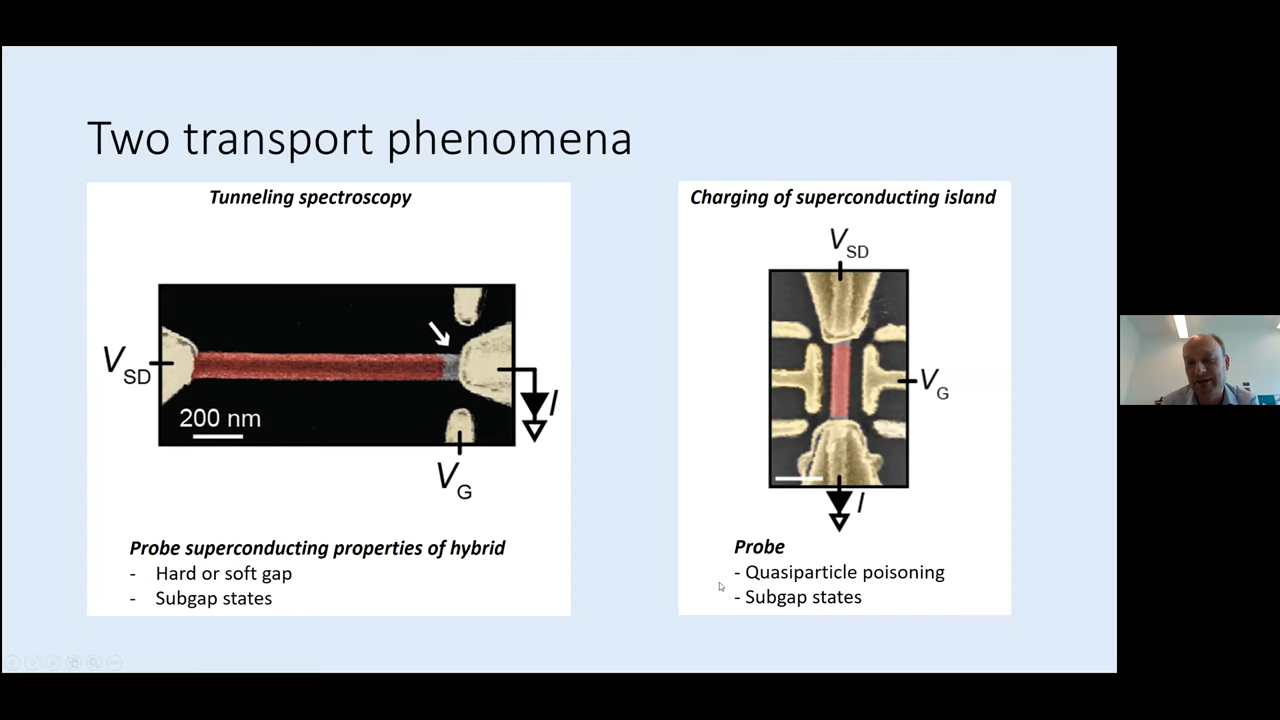 Two transport phenomena
Tunneling spectroscopy
V SD
200 nm
I
V G
Probe superconducting properties of hybrid
- Hard or soft gap
- Subgap states
Charging of superconducting island
V SD
V G
I
Probe
- Quasiparticle poisoning
- Subgap states